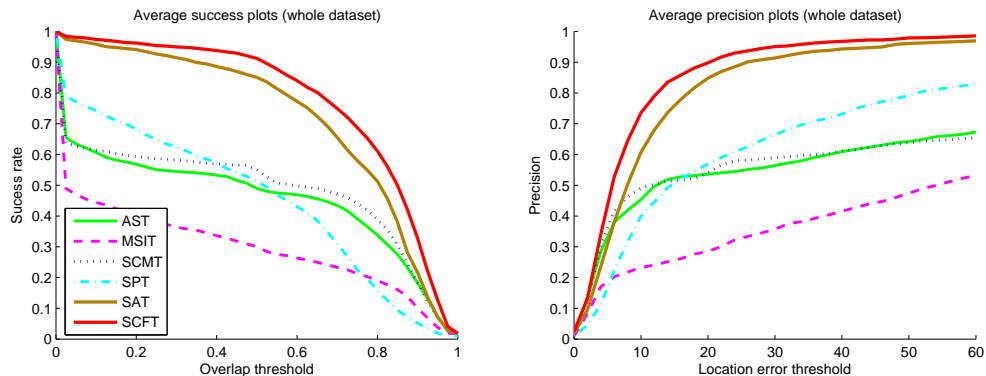 Average success plots (whole dataset)
Success rate
1
0.9
0.8
0.7
0.6
0.5
0.4
0.3
0.2
0.1
0
AST
MSIT
SCMT
SPT
SAT
SCFT
0 0.2 0.4 0.6 0.8 1
Overlap threshold
Average precision plots (whole dataset)
Precision
1
0.9
0.8
0.7
0.6
0.5
0.4
0.3
0.2
0.1
0
0 10 20 30 40 50 60
Location error threshold